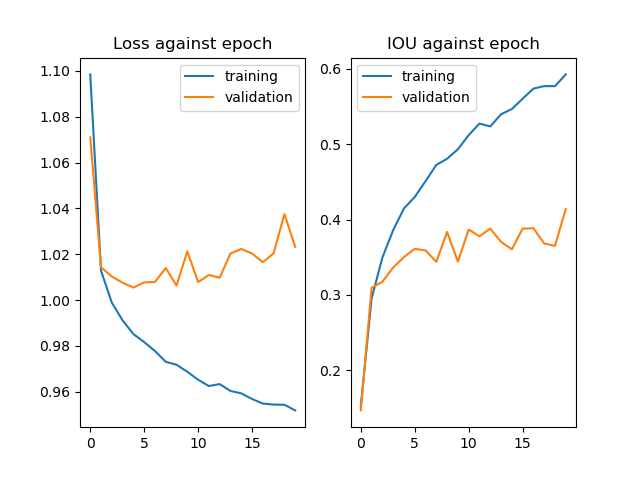 Loss against epoch
training
validation
1.10
1.08
1.06
1.04
1.02
1.00
0.98
0.96
0 5 10 15
IOU against epoch
training
validation
0.6
0.5
0.4
0.3
0.2
0 5 10 15